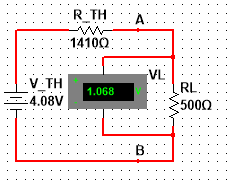 R_TH
A
1410Ω
V_TH
4.08V
VL
+
1.068
V
-
RL
500Ω
B